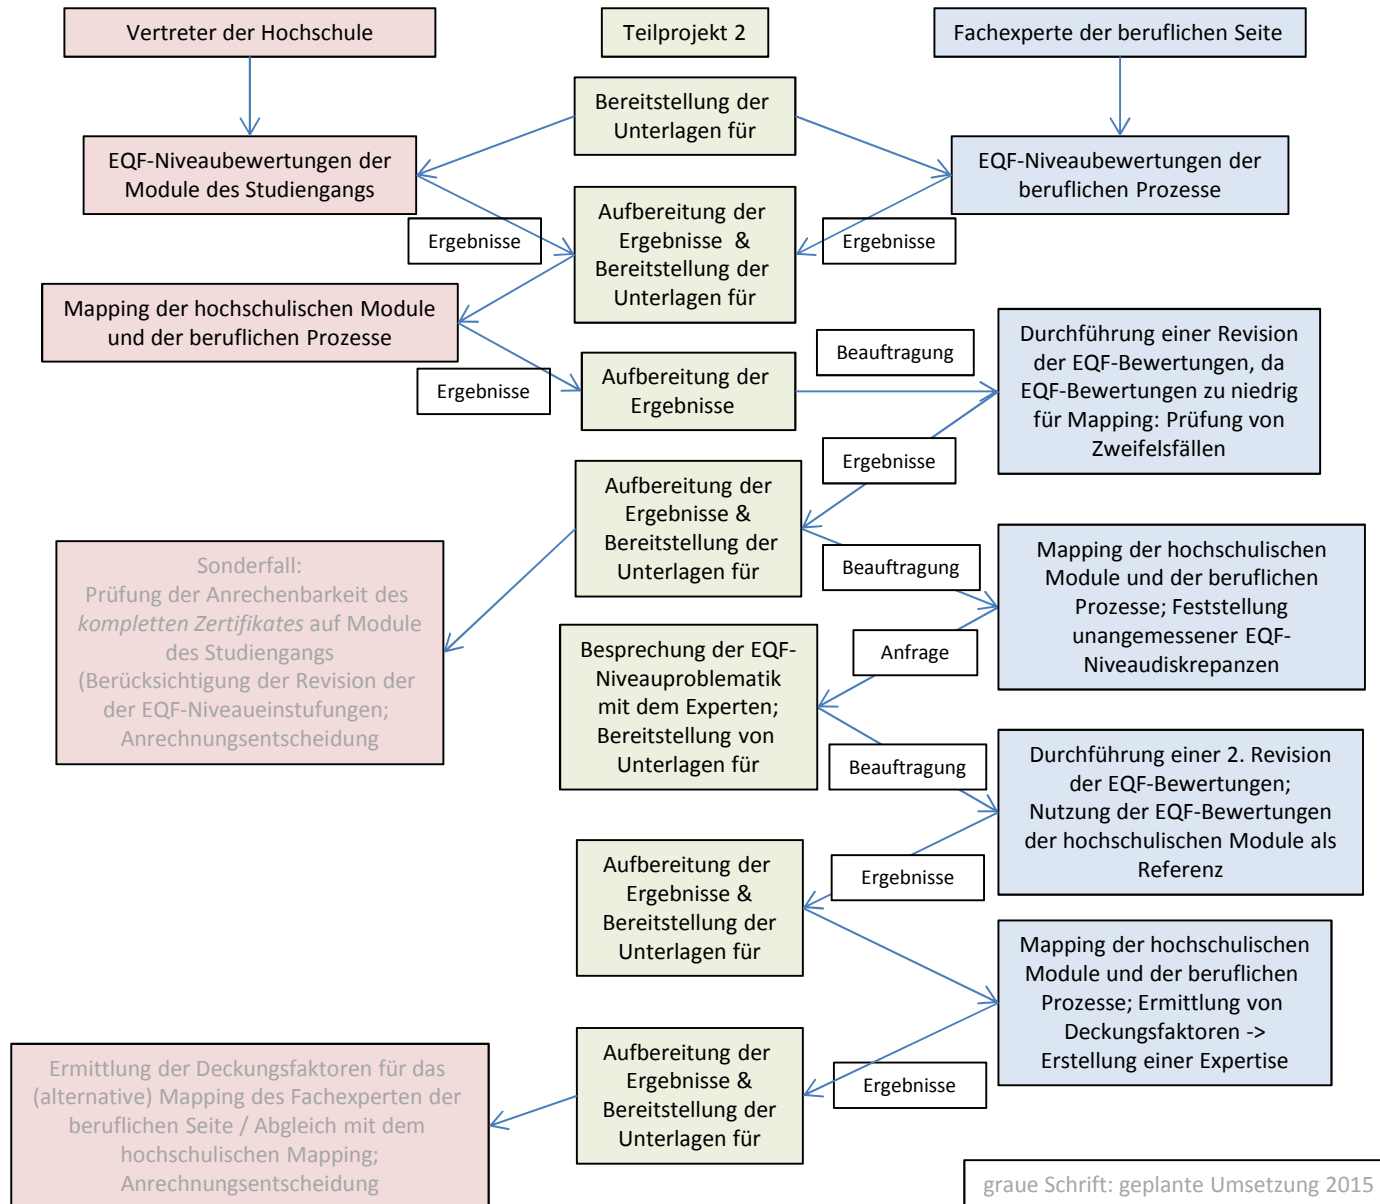 Vertreter der Hochschule
Teilprojekt 2
Fachexperte der beruflichen Seite
Bereitstellung der
Unterlagen für
EQF-Niveaubewertungen der
Module des Studiengangs
EQF-Niveaubewertungen der
beruflichen Prozesse
Aufbereitung der
Ergebnisse &
Bereitstellung der
Unterlagen für
Ergebnisse
Ergebnisse
Mapping der hochschulischen Module
und der beruflichen Prozesse
Ergebnisse
Aufbereitung der
Ergebnisse
Beauftragung
Durchführung einer Revision
der EQF-Bewertungen, da
EQF-Bewertungen zu niedrig
für Mapping: Prüfung von
Zweifelsfällen
Ergebnisse
Aufbereitung der
Ergebnisse &
Bereitstellung der
Unterlagen für
Sonderfall:
Prüfung der Anrechenbarkeit des
kompletten Zertifikates auf Module
des Studiengangs
(Berücksichtigung der Revision der
der EQF-Niveaueinstufungen;
Anrechnungsentscheidung
Beauftragung
Mapping der hochschulischen
Module und der beruflichen
Prozesse; Feststellung
unangemessener EQF-
Niveaudiskrepanzen
Anfrage
Besprechung der EQF-
Niveauproblematik
mit dem Experten;
Bereitstellung von
Unterlagen für
Beauftragung
Durchführung einer 2. Revision
der EQF-Bewertungen;
Nutzung der EQF-Bewertungen
der hochschulischen Module als
Referenz
Ergebnisse
Aufbereitung der
Ergebnisse &
Bereitstellung der
Unterlagen für
Mapping der hochschulischen
Module und der beruflichen
Prozesse; Ermittlung von
Deckungsfaktoren ->
Erstellung einer Expertise
Ergebnisse
Aufbereitung der
Ergebnisse &
Bereitstellung der
Unterlagen für
Ermittlung der Deckungsfaktoren für das
(alternative) Mapping des Fachexperten der
beruflichen Seite / Abgleich mit dem
hochschulischen Mapping;
Anrechnungsentscheidung
graue Schrift: geplante Umsetzung 2015